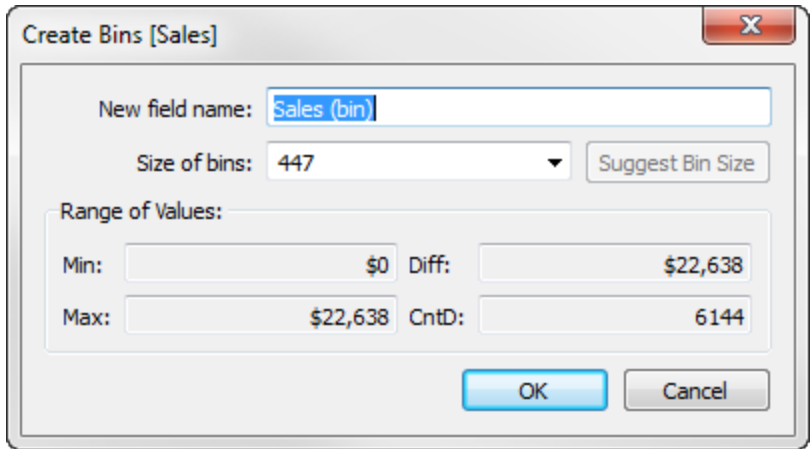 Create Bins [Sales]
New field name: Sales (bin)
Size of bins: 447 Suggest Bin Size
Range of Values:
Min: $0 Diff: $22,638
Max: $22,638 CntD: 6144
OK Cancel